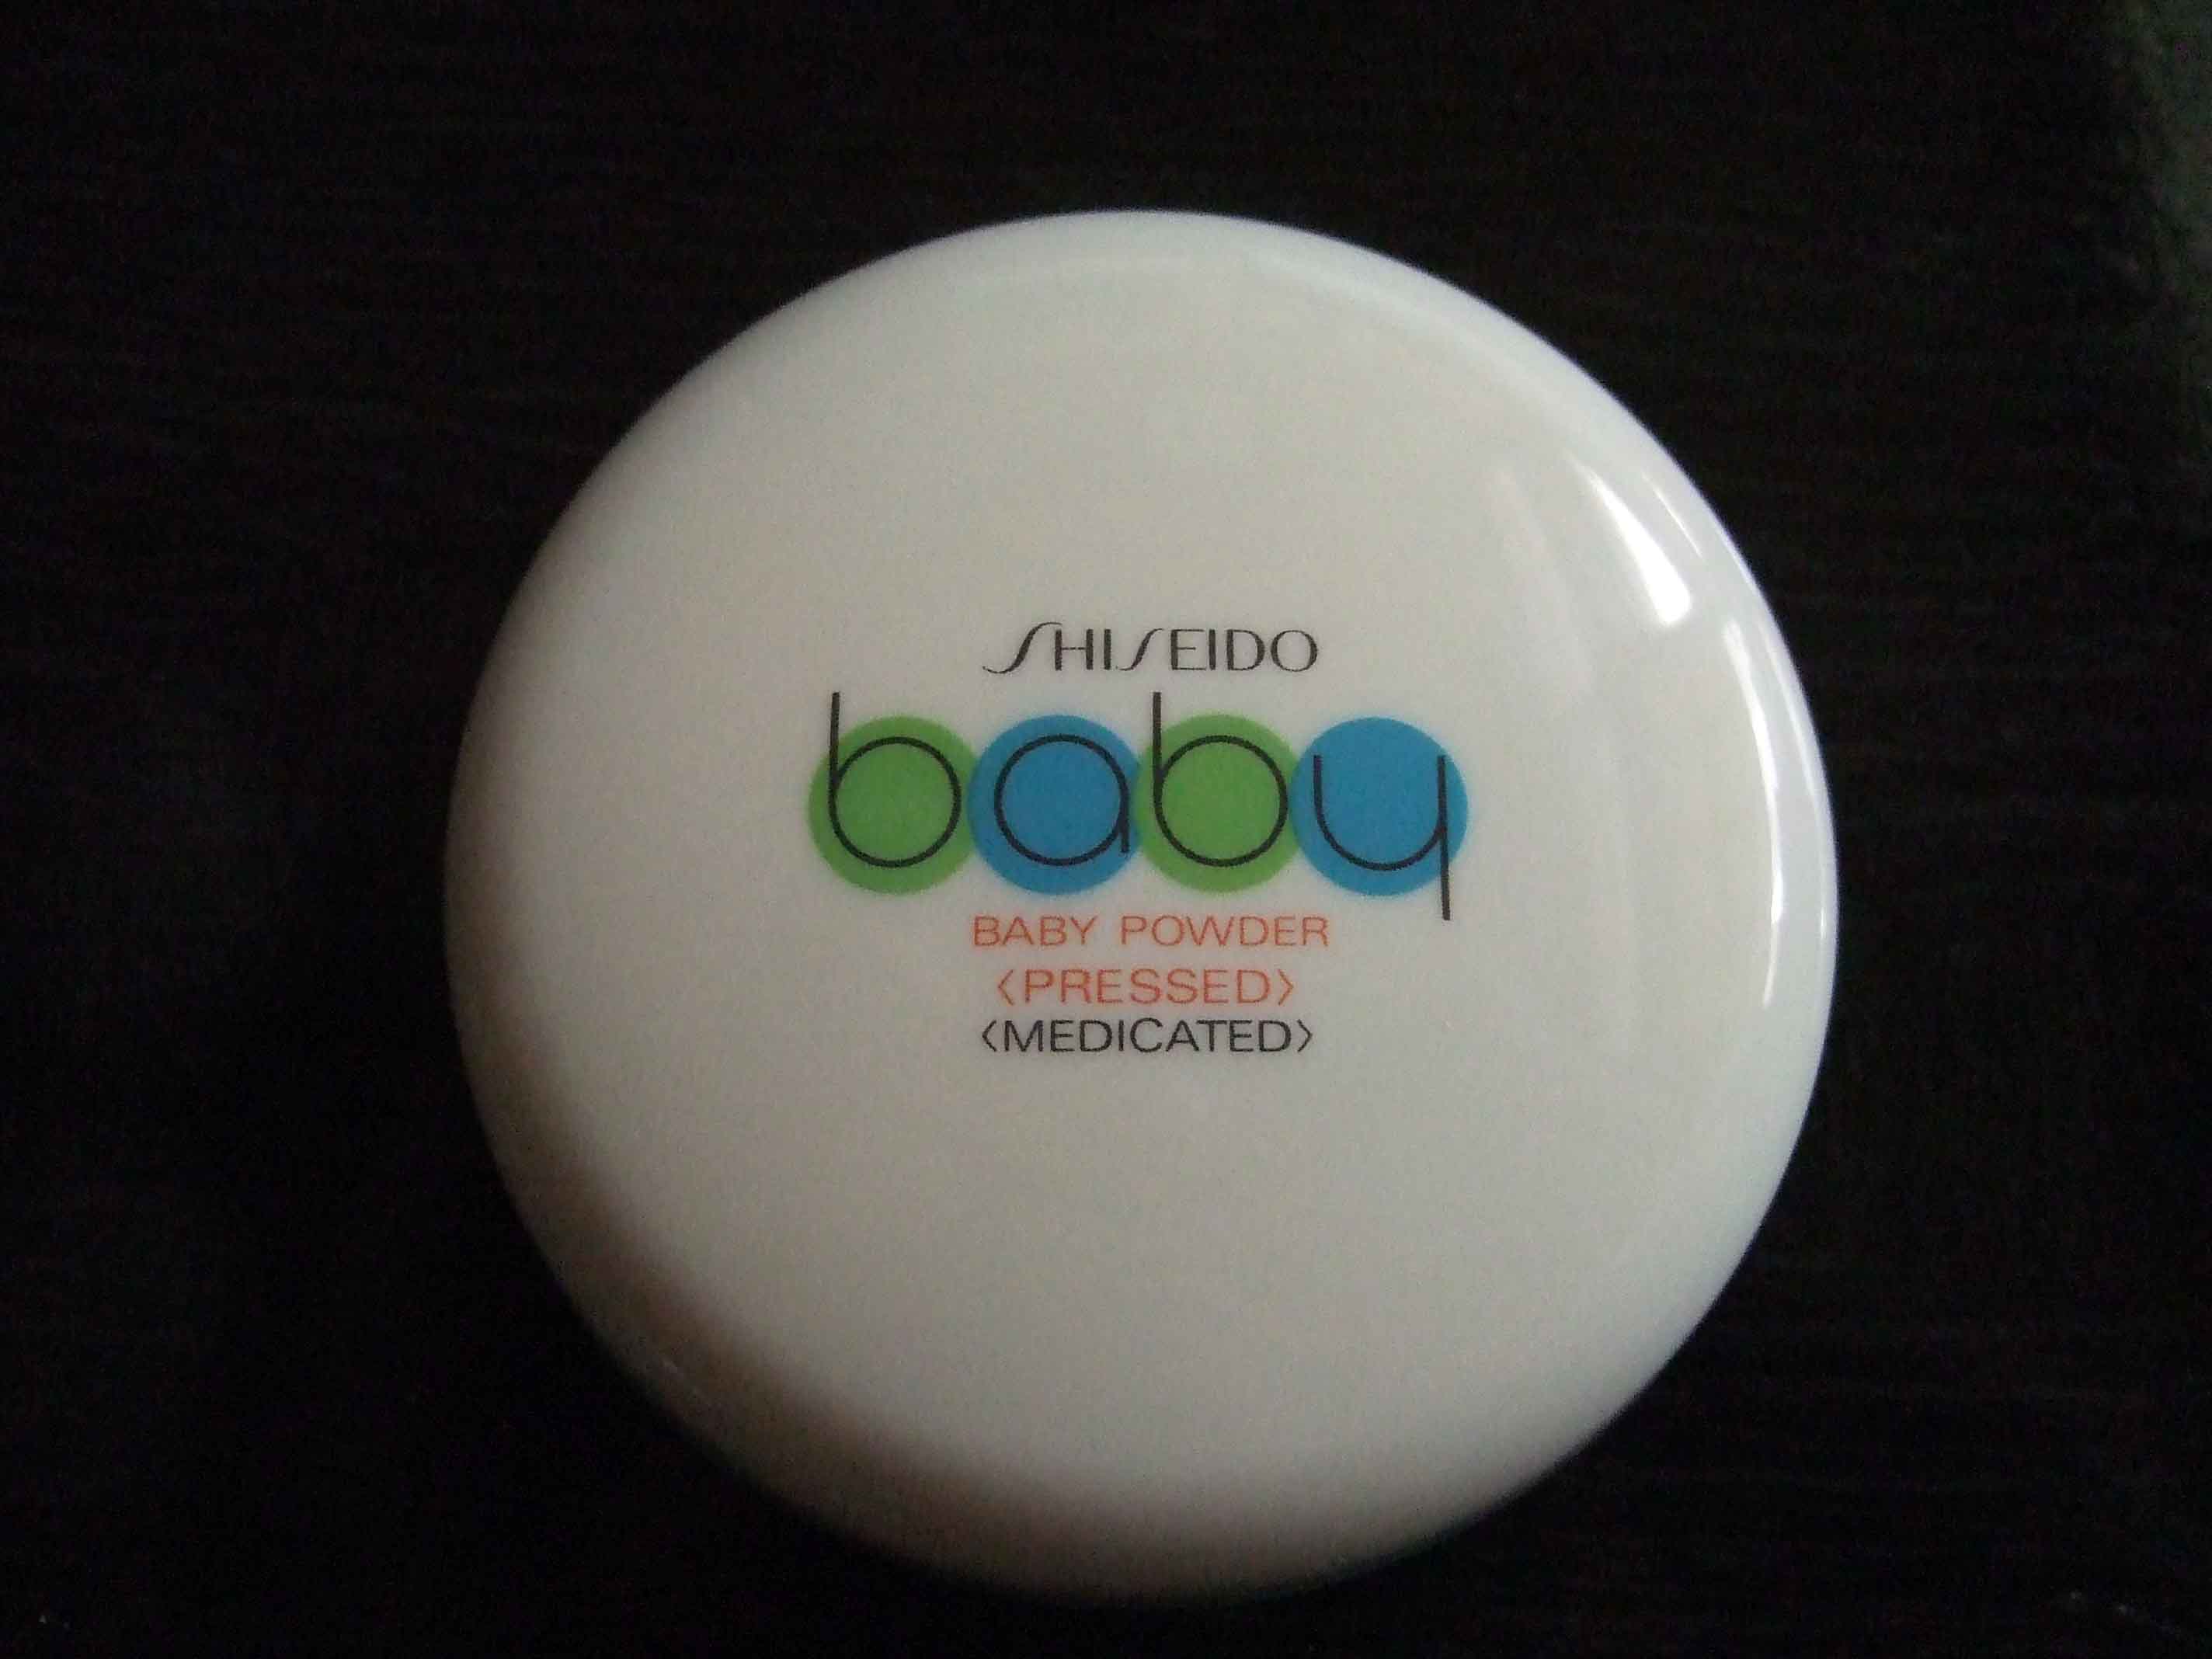 SHISEIDO
baby
BABY POWDER
〈PRESSED〉
〈MEDICATED〉